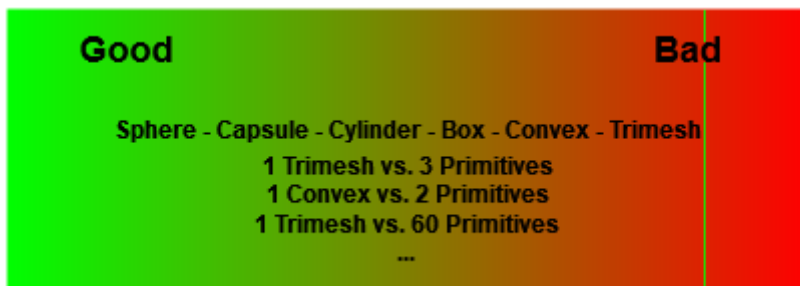 Good Bad
Sphere - Capsule - Cylinder - Box - Convex - Trimesh
1 Trimesh vs. 3 Primitives
1 Convex vs. 2 Primitives
1 Trimesh vs. 60 Primitives
...